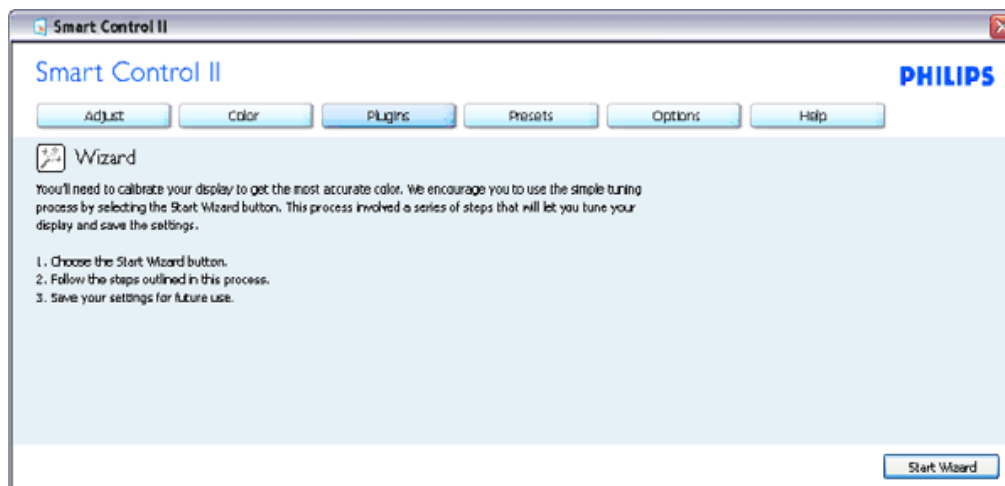 Smart Control II
Smart Control II
PHILIPS
Adjust Color Plugins Presets Options Help
Wizard
Yoou'll need to calibrate your display to get the most accurate color. We encourage you to use the simple tuning
process by selecting the Start Wizard button. This process involved a series of steps that will let you tune your
display and save the settings.
1. Choose the Start Wizard button.
2. Follow the steps outlined in this process.
3. Save your settings for future use.
Start Wizard